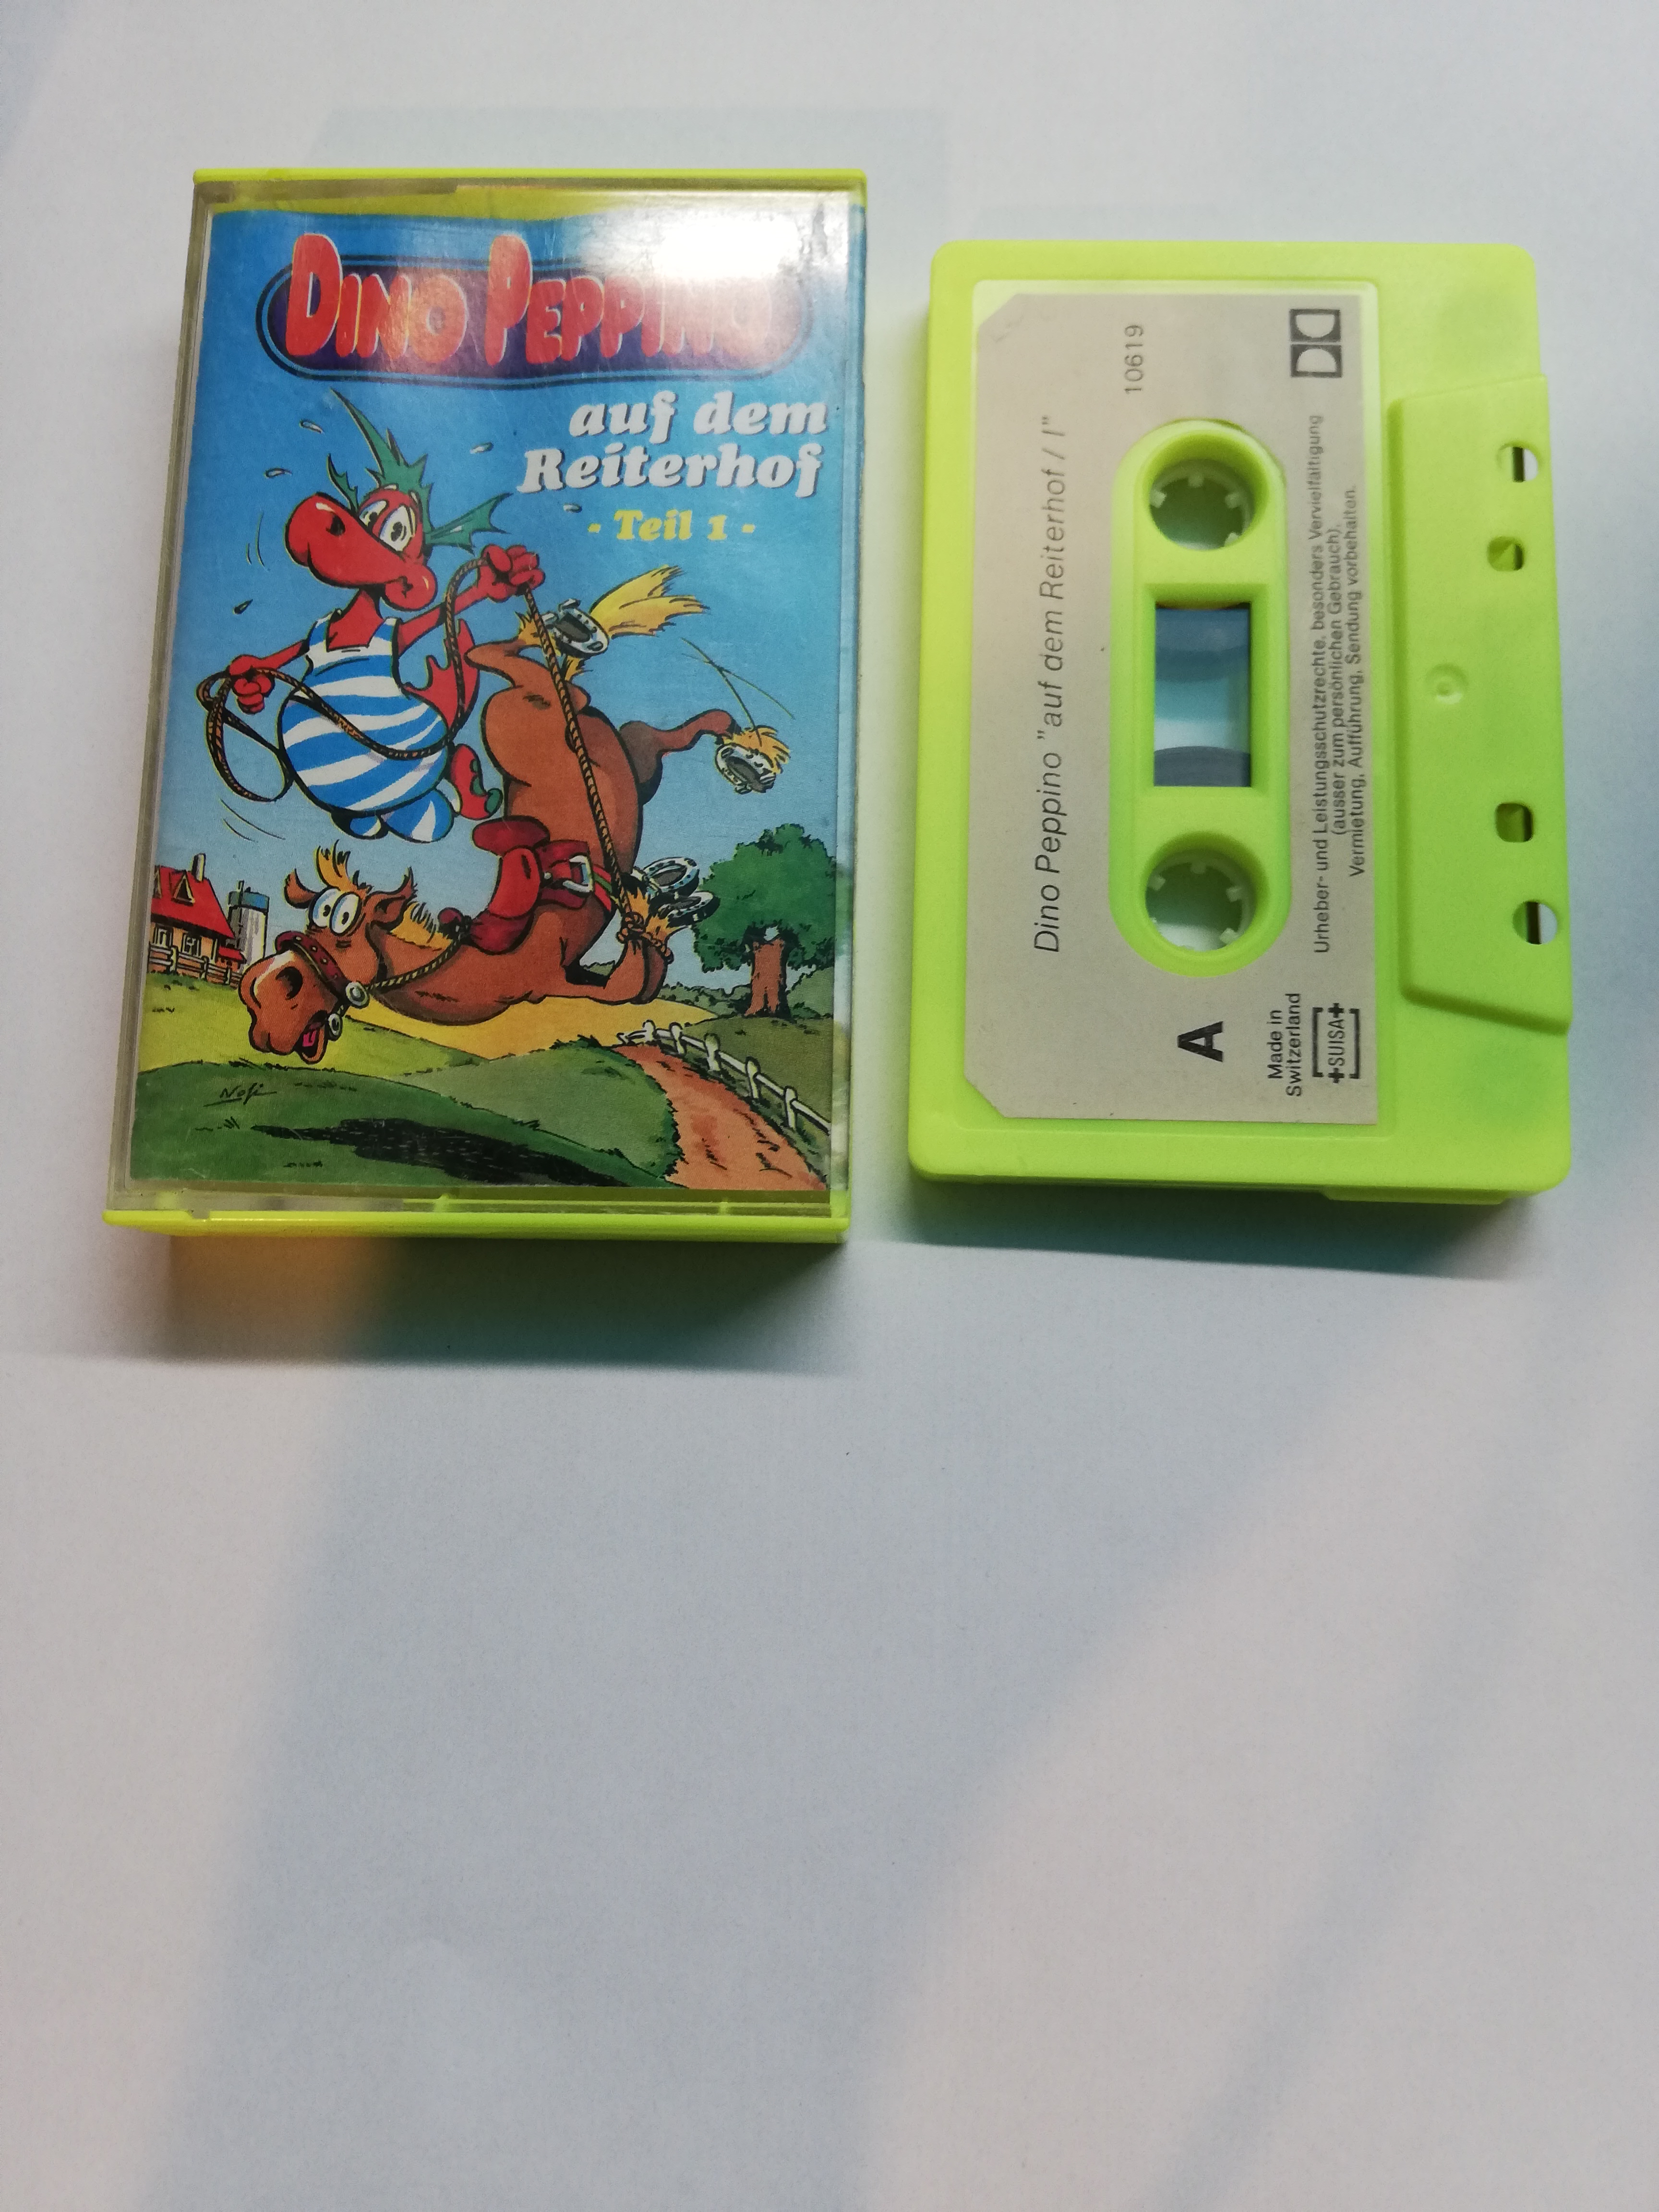 DINO PEPPINO
auf dem
Reiterhof
- Teil 1 -
Nofi
Dino Peppino "auf dem Reiterhof / I"
10619
A
Made in
Switzerland
SUISA
Urheber- und Leistungsschutzrechte, besonders Vervielfältigung
(ausser zum persönlichen Gebrauch),
Vermietung, Aufführung, Sendung vorbehalten.